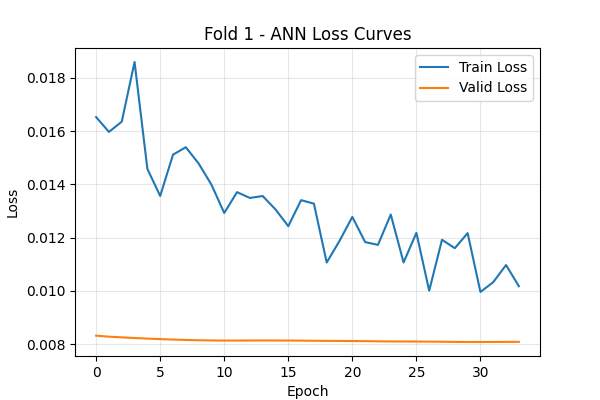 Fold 1 - ANN Loss Curves
Train Loss
Valid Loss
Loss
0.018
0.016
0.014
0.012
0.010
0.008
0 5 10 15 20 25 30
Epoch